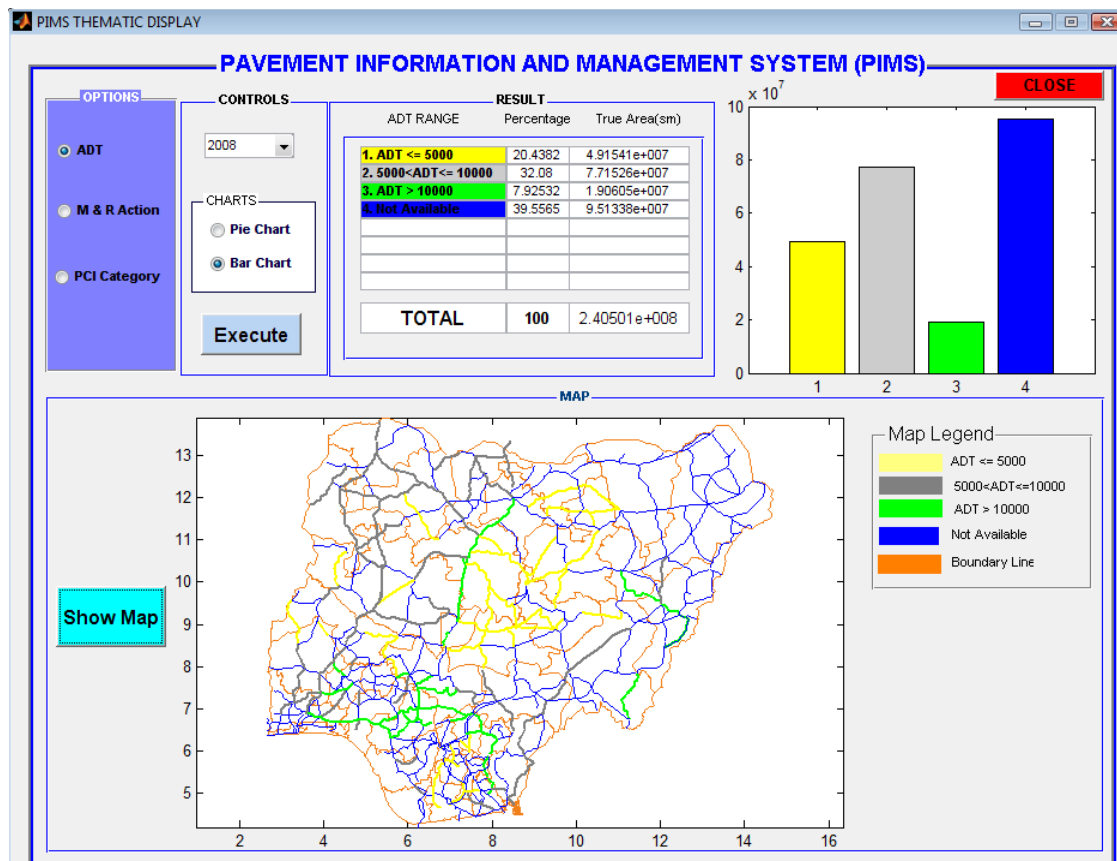 PIMS THEMATIC DISPLAY
PAVEMENT INFORMATION AND MANAGEMENT SYSTEM (PIMS)
CLOSE
OPTIONS
ADT
M & R Action
PCI Category
CONTROLS
2008
CHARTS
Pie Chart
Bar Chart
Execute
RESULT
ADT RANGE Percentage True Area(sm)
1. ADT <= 5000 20.4382 4.91541e+007
2. 5000<ADT<= 10000 32.08 7.71526e+007
3. ADT > 10000 7.92532 1.90605e+007
4. Not Available 39.5565 9.51338e+007
TOTAL 100 2.40501e+008
x 10^7
10
8
6
4
2
0
1 2 3 4
MAP
Show Map
13
12
11
10
9
8
7
6
5
2 4 6 8 10 12 14 16
Map Legend
ADT <= 5000
5000<ADT<=10000
ADT > 10000
Not Available
Boundary Line